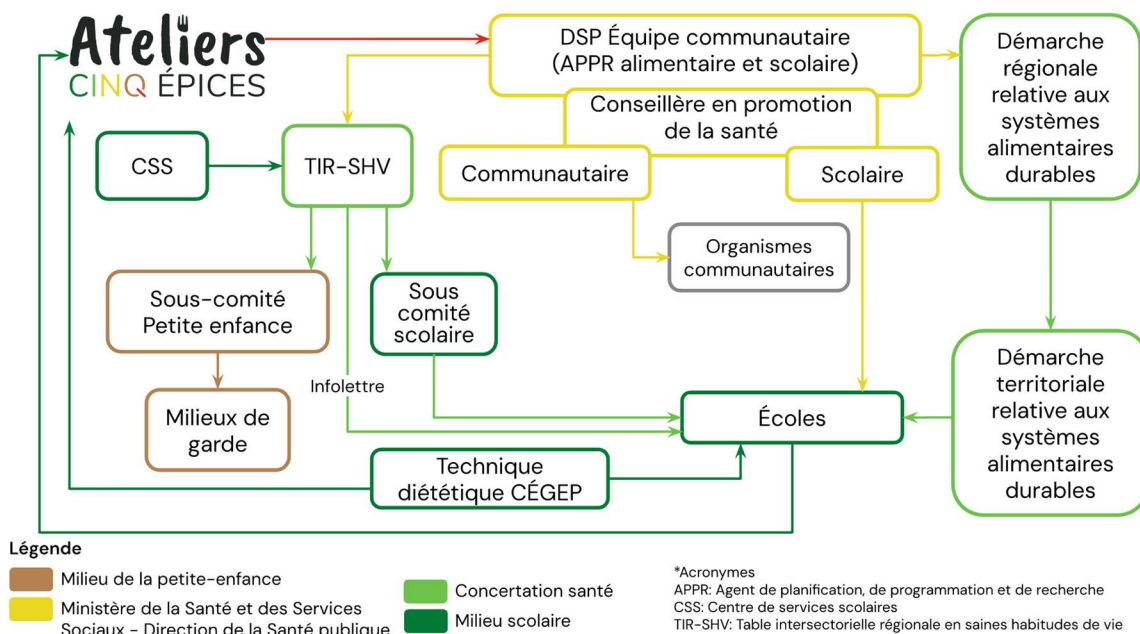 Ateliers
CINQ ÉPICES
DSP Équipe communautaire
(APPR alimentaire et scolaire)
Conseillère en promotion
de la santé
Communautaire
Scolaire
Démarche
régionale
relative aux
systèmes
alimentaires
durables
CSS
TIR-SHV
Organismes
communautaires
Sous-comité
Petite enfance
Sous
comité
scolaire
Infolettre
Milieux de
garde
Écoles
Démarche
territoriale
relative aux
systèmes
alimentaires
durables
Technique
diététique CÉGEP
Légende
Milieu de la petite-enfance
Ministère de la Santé et des Services
Sociaux - Direction de la Santé publique
Concertation santé
Milieu scolaire
*Acronymes
APPR: Agent de planification, de programmation et de recherche
CSS: Centre de services scolaires
TIR-SHV: Table intersectorielle régionale en saines habitudes de vie